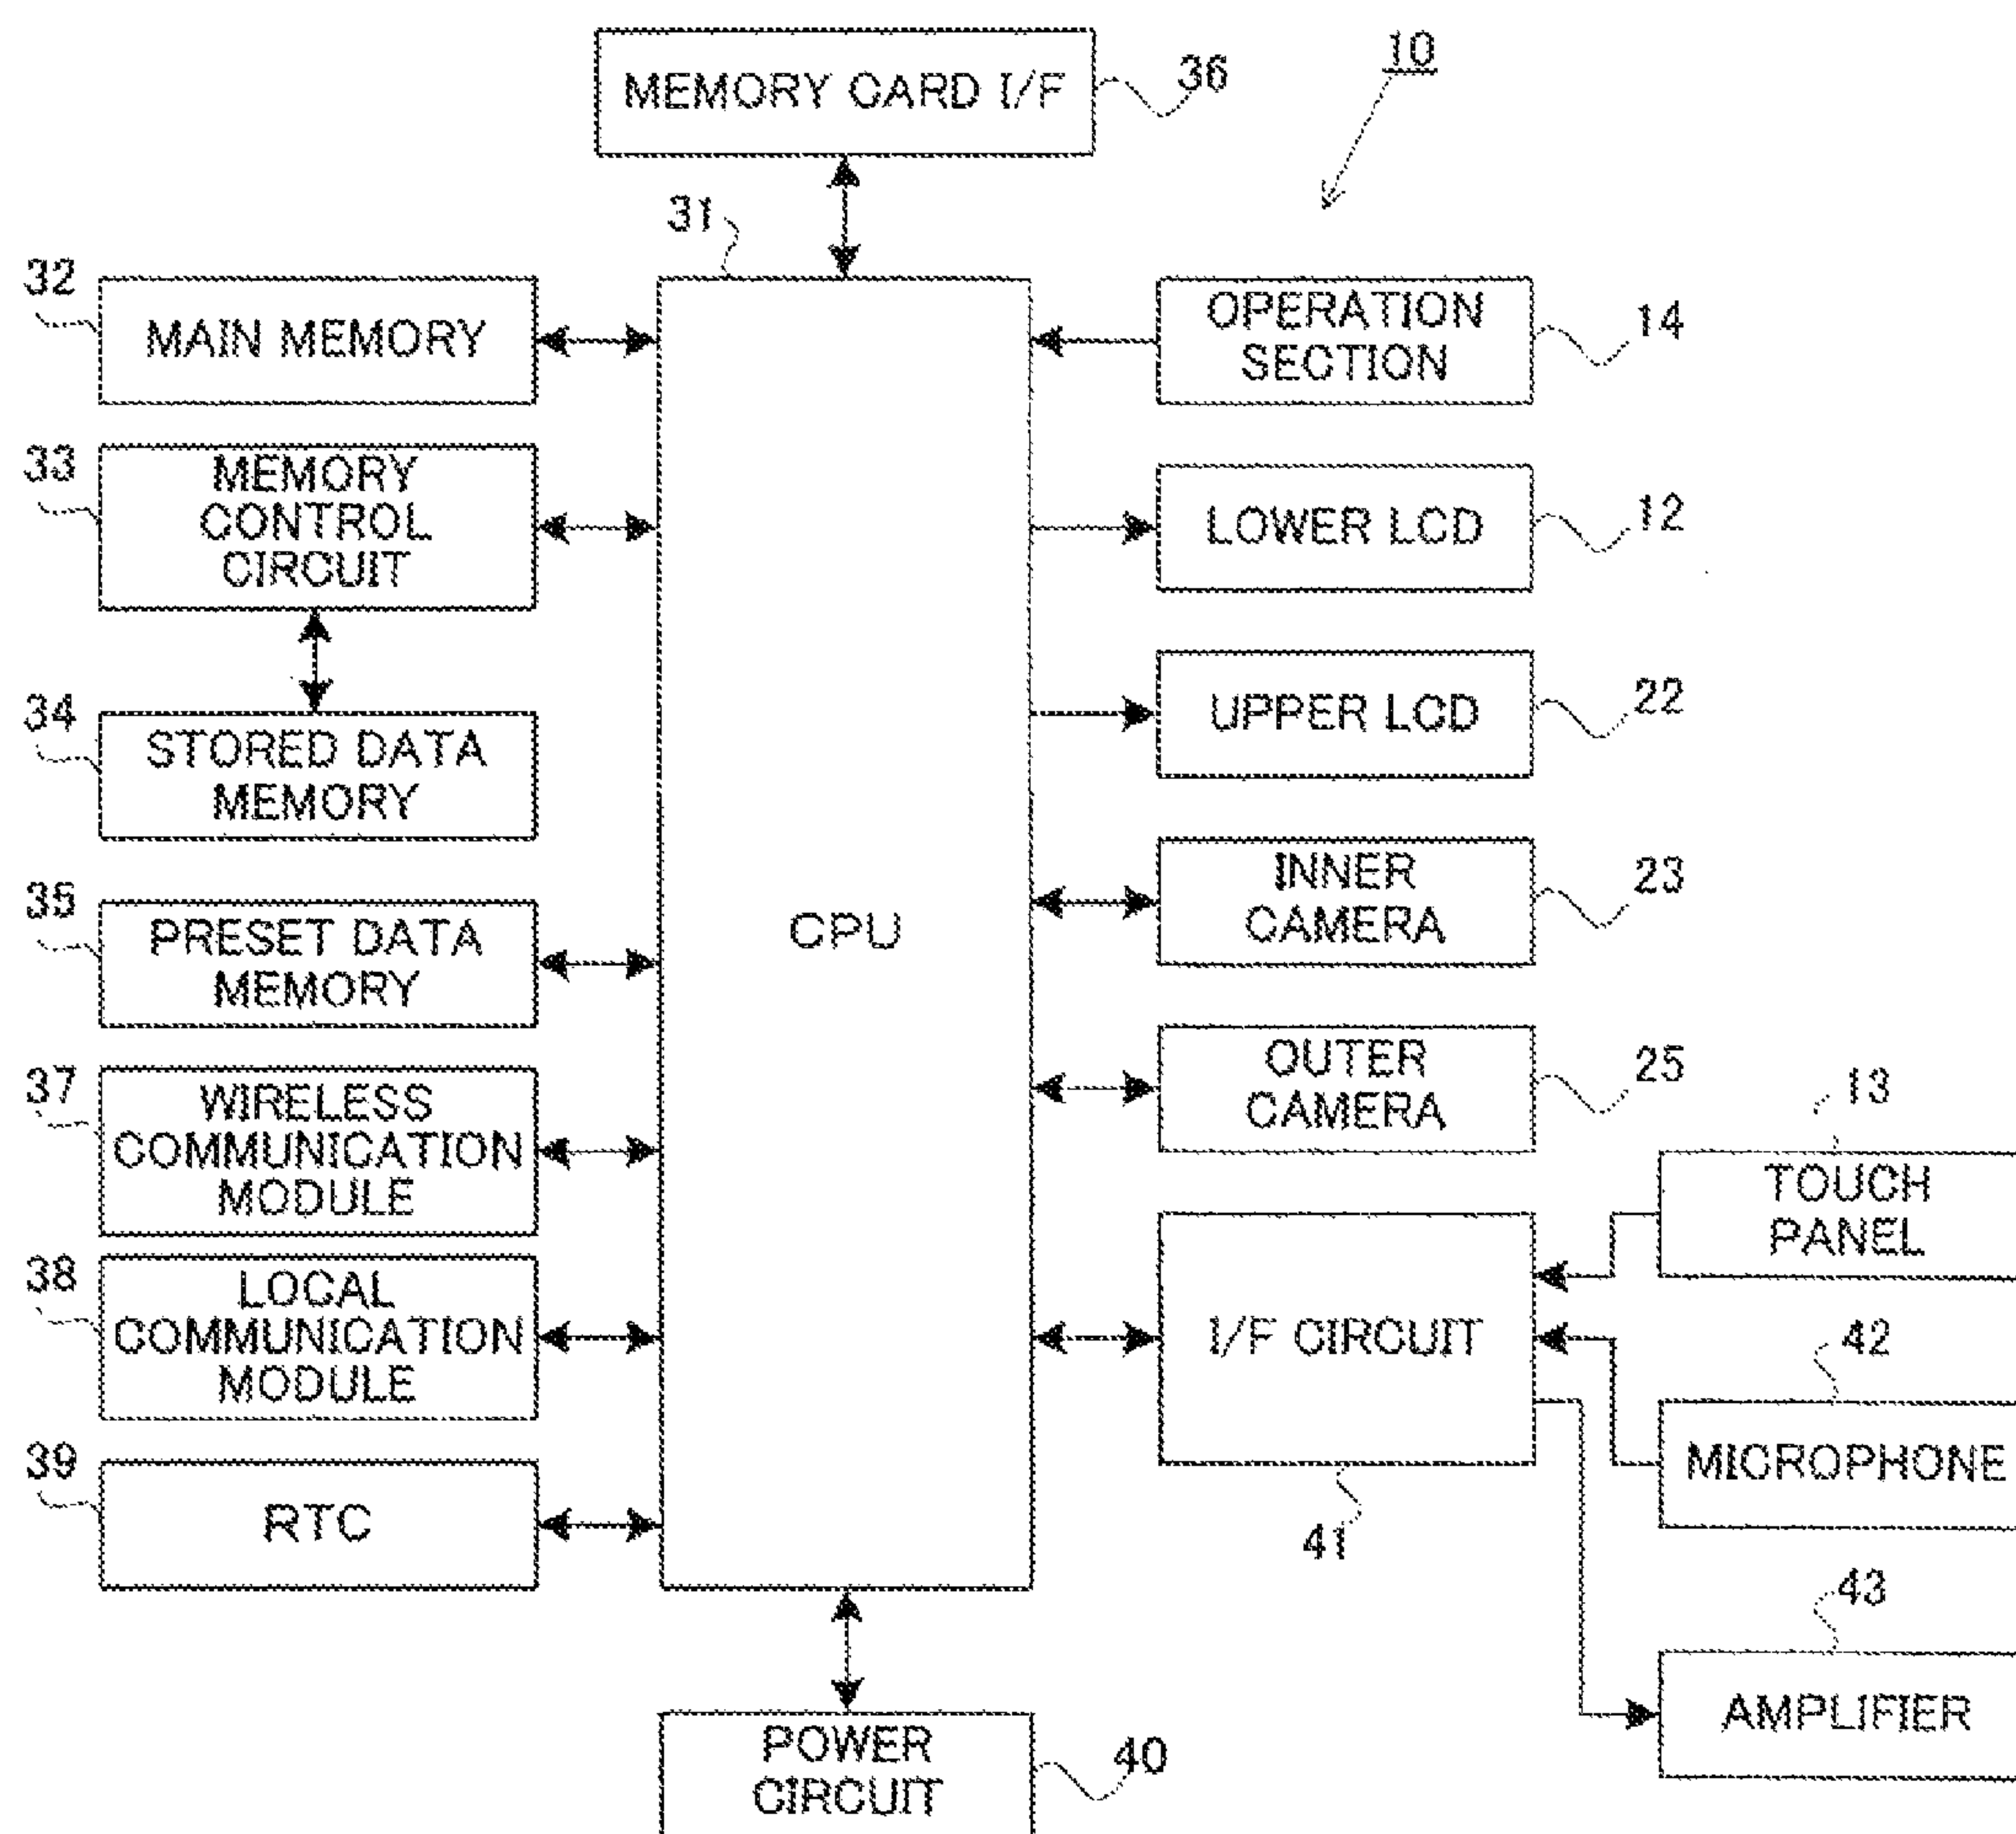 MEMORY CARD I/F
36
10
31
32
MAIN MEMORY
OPERATION
SECTION
14
33
MEMORY
CONTROL
CIRCUIT
LOWER LCD
12
34
STORED DATA
MEMORY
UPPER LCD
22
35
PRESET DATA
MEMORY
CPU
INNER
CAMERA
23
37
WIRELESS
COMMUNICATION
MODULE
OUTER
CAMERA
25
13
TOUCH
PANEL
38
LOCAL
COMMUNICATION
MODULE
I/F CIRCUIT
41
42
MICROPHONE
39
RTC
43
AMPLIFIER
POWER
CIRCUIT
40